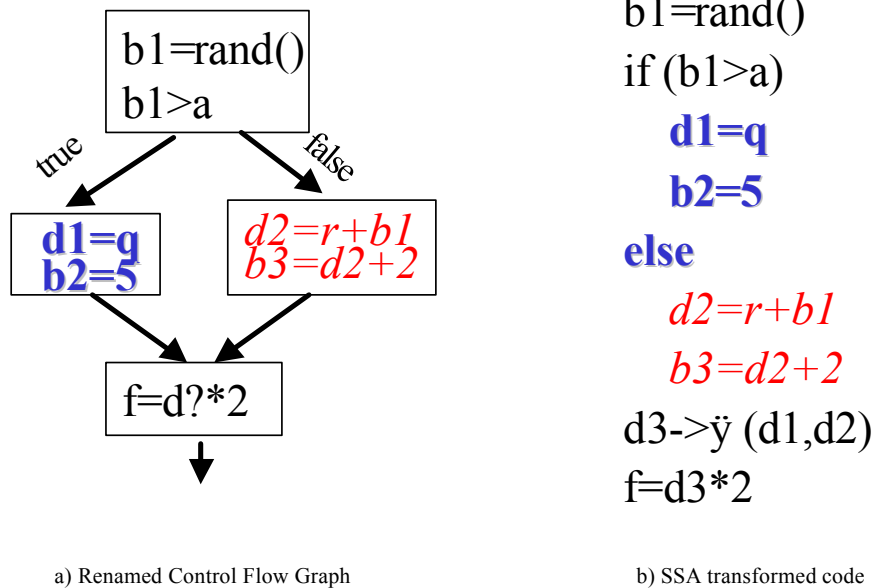 b1=rand()
b1>a
true
false
d1=q
b2=5
d2=r+b1
b3=d2+2
f=d?*2
a) Renamed Control Flow Graph
b1=rand()
if (b1>a)
d1=q
b2=5
else
d2=r+b1
b3=d2+2
d3->ÿ (d1,d2)
f=d3*2
b) SSA transformed code